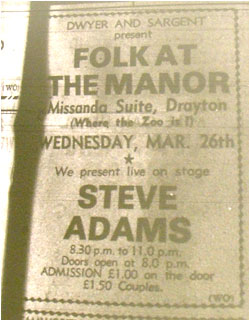 DWYER AND SARGENT
present
FOLK AT
THE MANOR
Missanda Suite, Drayton
(Where the Zoo is!)
WEDNESDAY, MAR. 26th
★
We present live on stage
STEVE
ADAMS
8.30 p.m. to 11.0 p.m.
Doors open at 8.0 p.m.
ADMISSION £1.00 on the door
£1.50 Couples.